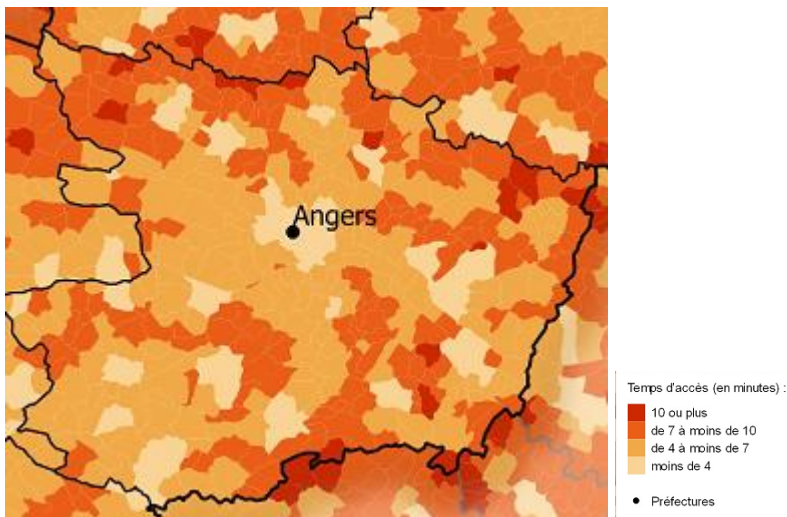 Angers
Temps d'accès (en minutes) :
10 ou plus
de 7 à moins de 10
de 4 à moins de 7
moins de 4
Préfectures